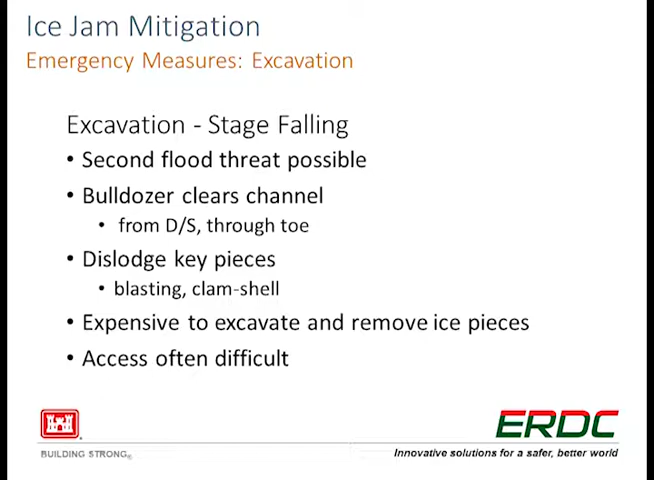 Ice Jam Mitigation
Emergency Measures: Excavation
Excavation - Stage Falling
• Second flood threat possible
• Bulldozer clears channel
• from D/S, through toe
• Dislodge key pieces
• blasting, clam-shell
• Expensive to excavate and remove ice pieces
• Access often difficult
ERDC
BUILDING STRONG®
Innovative solutions for a safer, better world